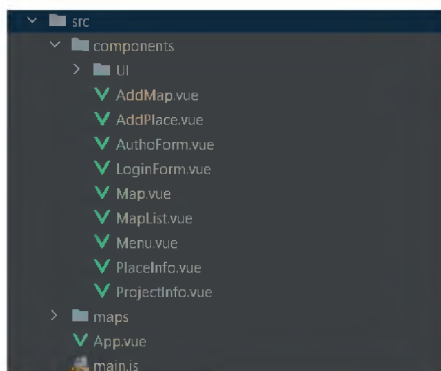 src
components
UI
AddMap.vue
AddPlace.vue
AuthoForm.vue
LoginForm.vue
Map.vue
MapList.vue
Menu.vue
PlaceInfo.vue
ProjectInfo.vue
maps
App.vue
main.js